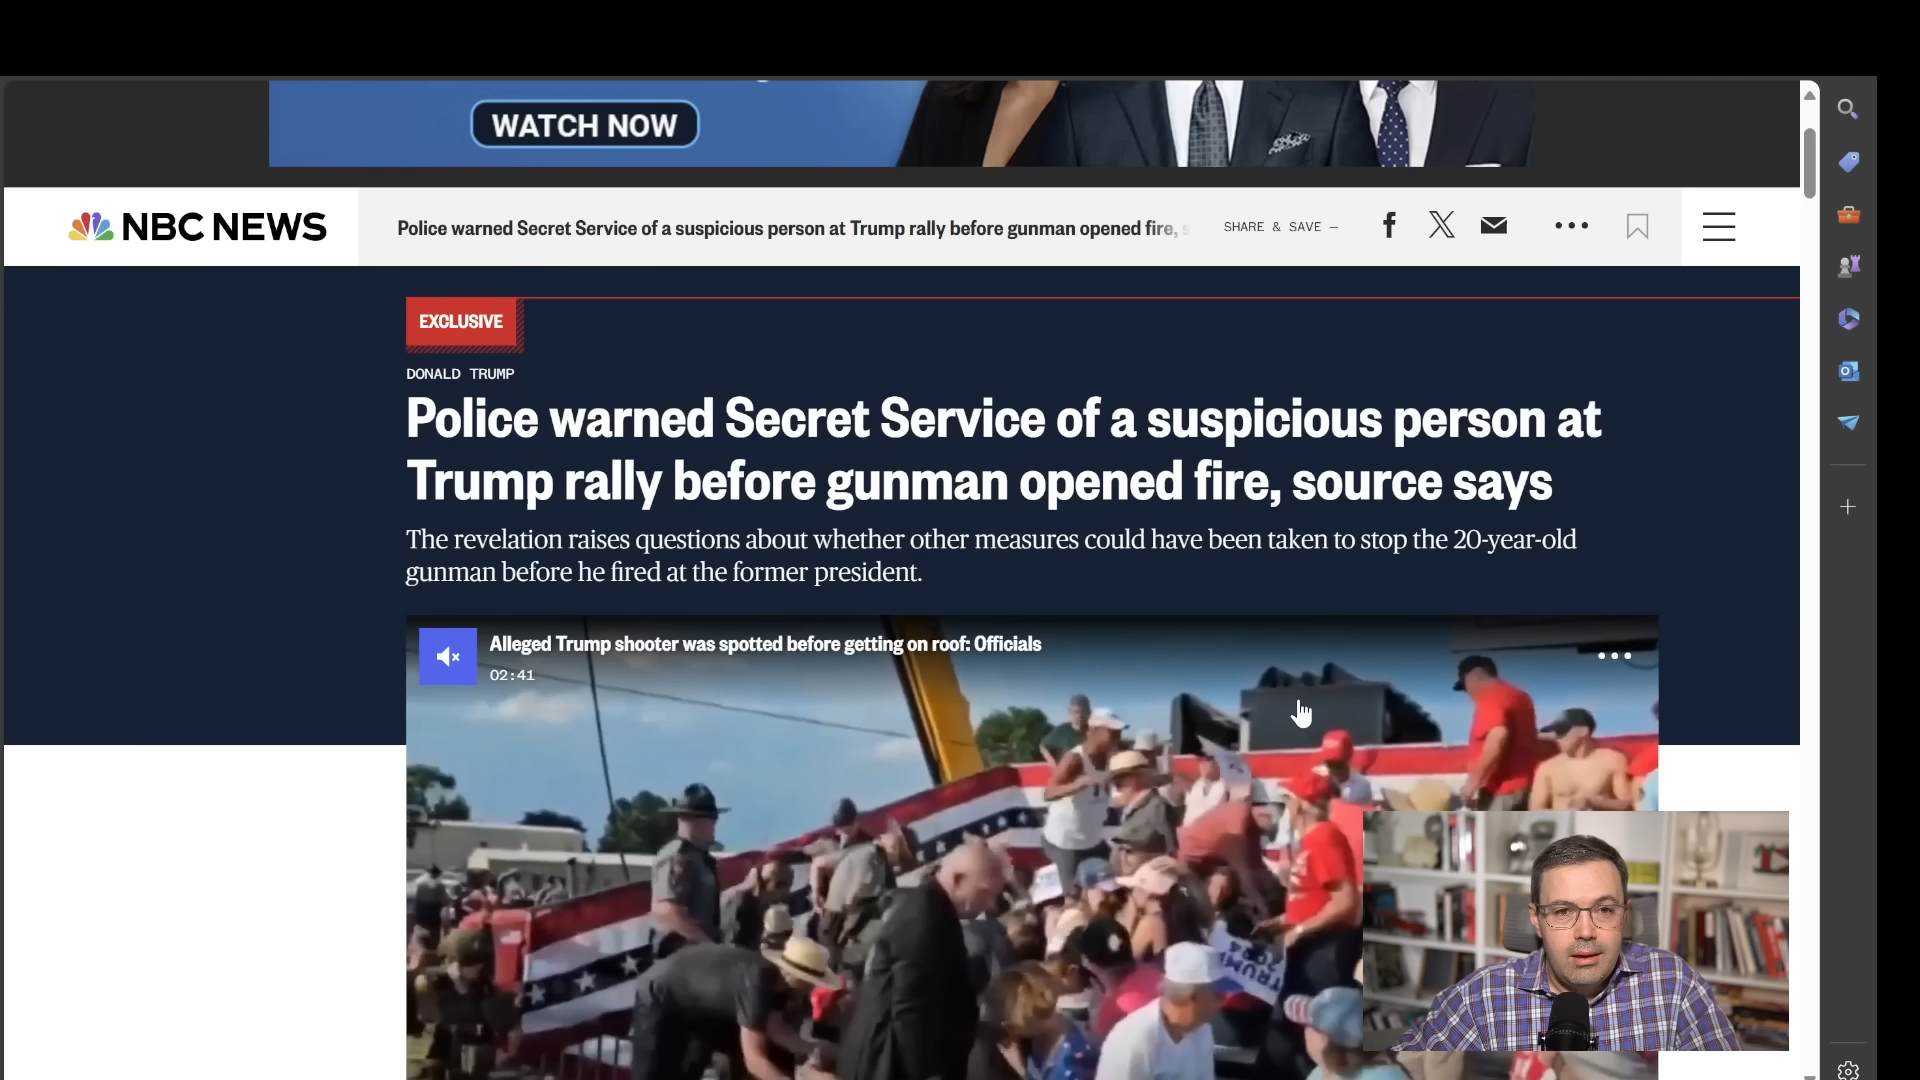 WATCH NOW
NBC NEWS
Police warned Secret Service of a suspicious person at Trump rally before gunman opened fire,
SHARE & SAVE —
EXCLUSIVE
DONALD TRUMP
Police warned Secret Service of a suspicious person at
Trump rally before gunman opened fire, source says
The revelation raises questions about whether other measures could have been taken to stop the 20-year-old
gunman before he fired at the former president.
Alleged Trump shooter was spotted before getting on roof: Officials
02:41
TRUMP